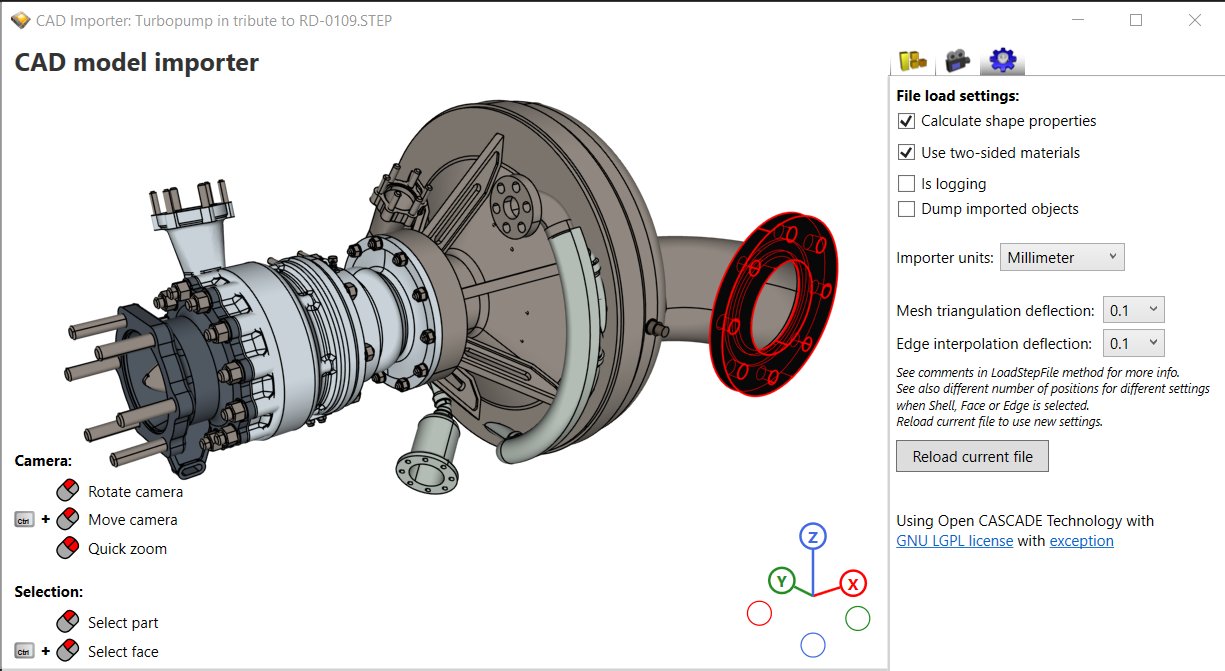 CAD Importer: Turbopump in tribute to RD-0109.STEP
CAD model importer
File load settings:
Calculate shape properties
Use two-sided materials
Is logging
Dump imported objects
Importer units: Millimeter
Mesh triangulation deflection: 0.1
Edge interpolation deflection: 0.1
See comments in LoadStepFile method for more info.
See also different number of positions for different settings
when Shell, Face or Edge is selected.
Reload current file to use new settings.
Reload current file
Using Open CASCADE Technology with
GNU LGPL license with exception
Camera:
Rotate camera
Ctrl + Move camera
Quick zoom
Selection:
Select part
Ctrl + Select face
Z
Y
X